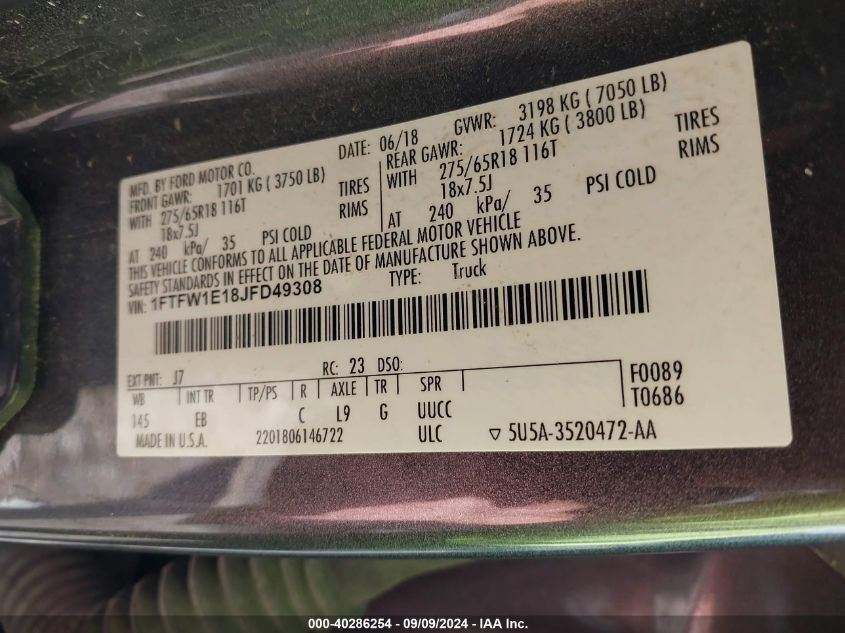 MFD. BY FORD MOTOR CO. DATE: 06/18 GVWR: 3198 KG ( 7050 LB)
FRONT GAWR: 1701 KG ( 3750 LB) REAR GAWR: 1724 KG ( 3800 LB)
WITH 275/65R18 116T TIRES WITH 275/65R18 116T TIRES
18x7.5J RIMS 18x7.5J RIMS
AT 240 kPa/ 35 PSI COLD AT 240 kPa/ 35 PSI COLD
THIS VEHICLE CONFORMS TO ALL APPLICABLE FEDERAL MOTOR VEHICLE
SAFETY STANDARDS IN EFFECT ON THE DATE OF MANUFACTURE SHOWN ABOVE.
VIN: 1FTFW1E18JFD49308 TYPE: Truck
EXT PNT: J7 RC: 23 DSO:
WB INT TR TP/PS R AXLE TR SPR F0089
145 EB C L9 G UUCC T0686
MADE IN U.S.A. 2201806146722 ULC ▽ 5U5A-3520472-AA
000-40286254 - 09/09/2024 - IAA Inc.